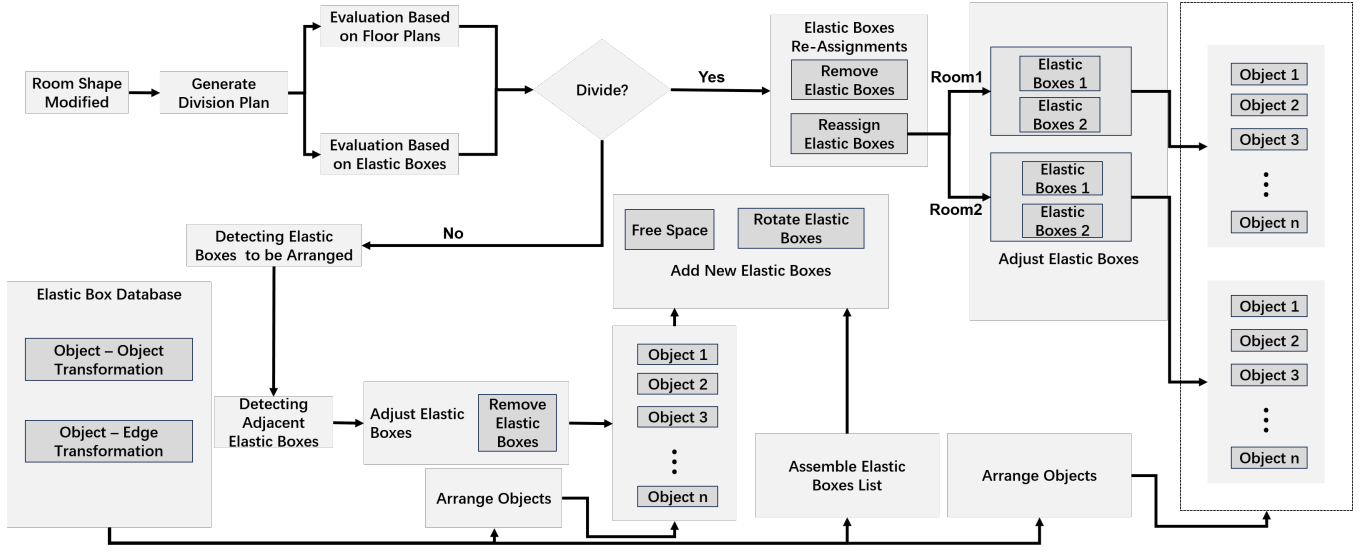 Room Shape
Modified
Generate
Division Plan
Evaluation Based
on Floor Plans
Evaluation Based
on Elastic Boxes
Divide?
Yes
No
Elastic Boxes
Re-Assignments
Remove
Elastic Boxes
Reassign
Elastic Boxes
Room1
Room2
Elastic
Boxes 1
Elastic
Boxes 2
Elastic
Boxes 1
Elastic
Boxes 2
Adjust Elastic Boxes
Object 1
Object 2
Object 3
Object n
Object 1
Object 2
Object 3
Object n
Detecting Elastic
Boxes to be Arranged
Free Space
Rotate Elastic
Boxes
Add New Elastic Boxes
Elastic Box Database
Object – Object
Transformation
Object – Edge
Transformation
Detecting
Adjacent
Elastic Boxes
Adjust Elastic
Boxes
Remove
Elastic
Boxes
Object 1
Object 2
Object 3
Object n
Arrange Objects
Assemble Elastic
Boxes List
Arrange Objects